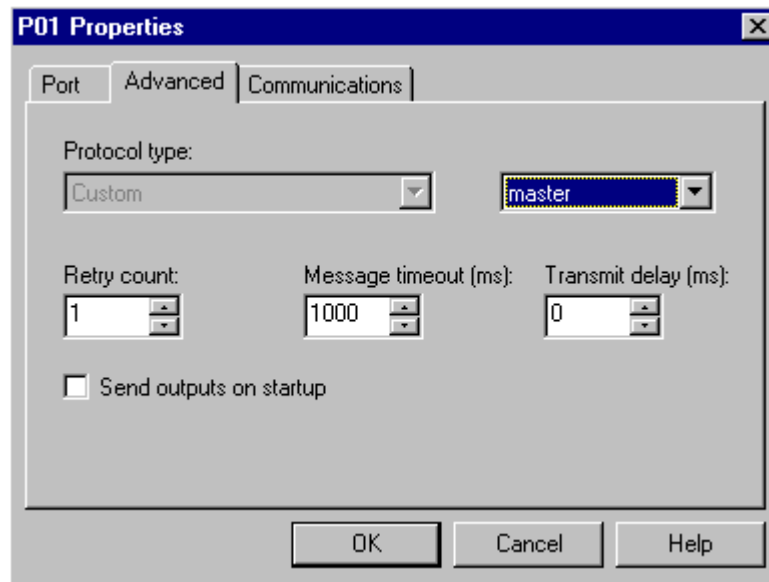 P01 Properties
Port Advanced Communications
Protocol type:
Custom master
Retry count: Message timeout (ms): Transmit delay (ms):
1 1000 0
Send outputs on startup
OK Cancel Help